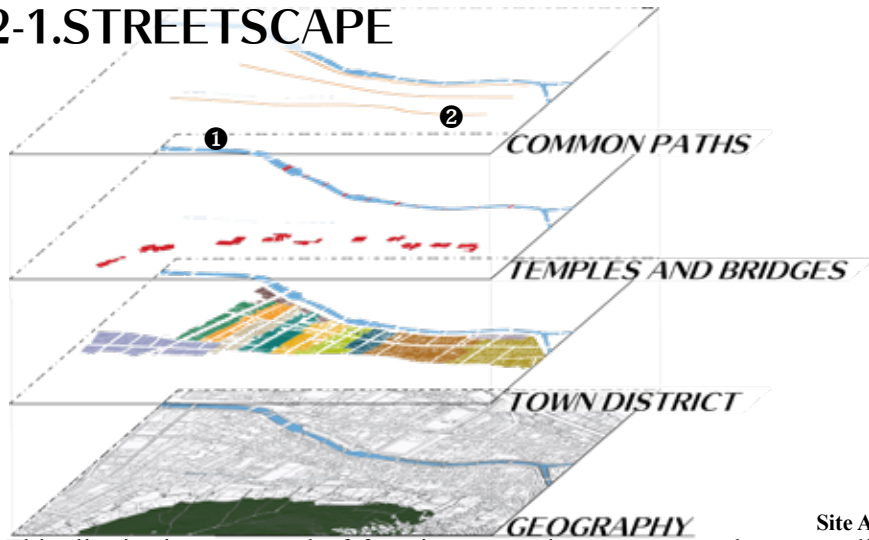 2-1.STREETSCAPE
❷
❶
COMMON PATHS
TEMPLES AND BRIDGES
TOWN DISTRICT
GEOGRAPHY
Site A